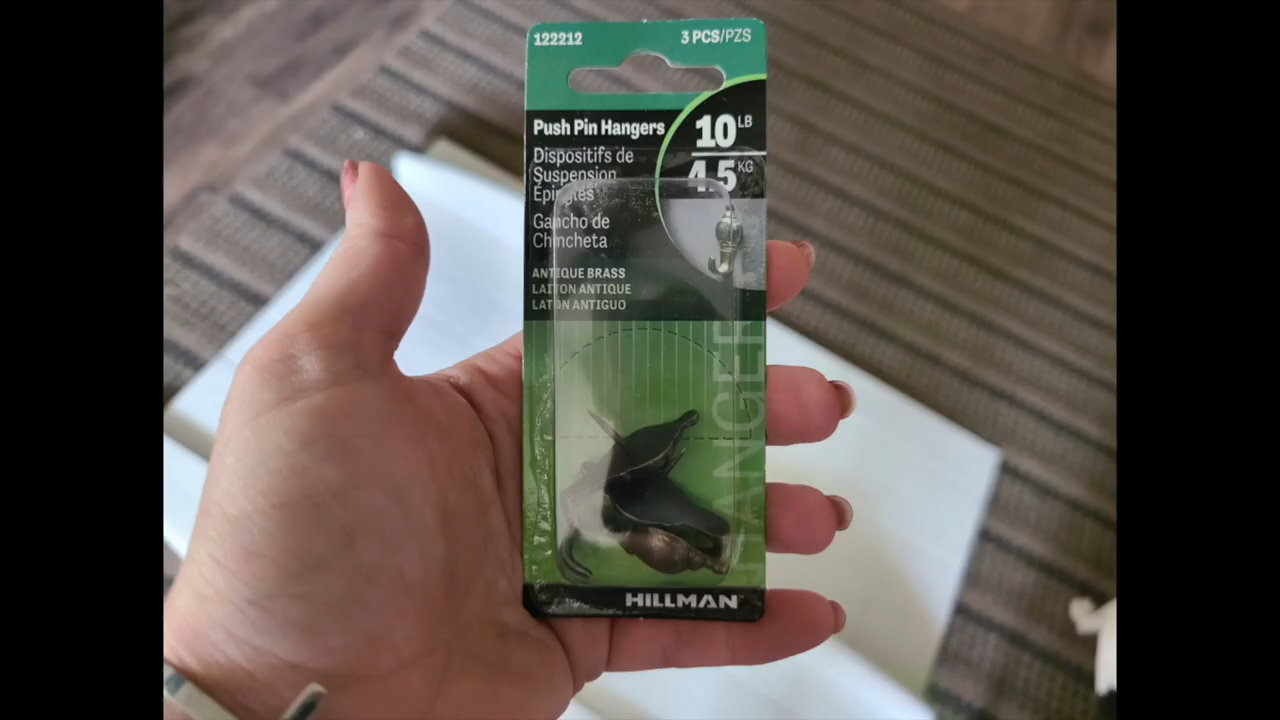 122212
3 PCS/PZS
Push Pin Hangers
Dispositifs de
Suspension
Épingles
Gancho de
Chincheta
10 LB
4.5 KG
ANTIQUE BRASS
LAITON ANTIQUE
LATÓN ANTIGUO
HANGER
HILLMAN